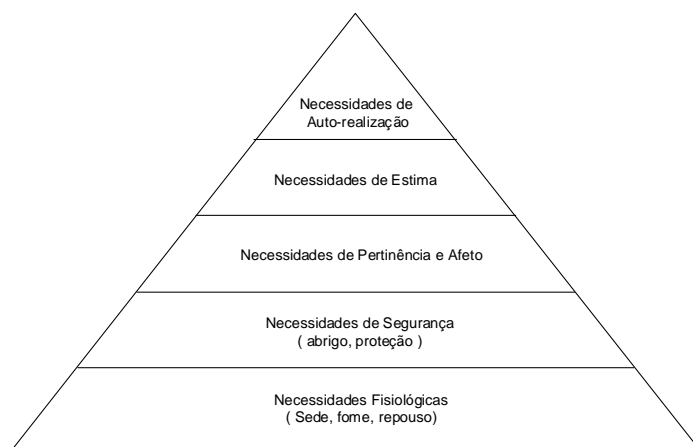 Necessidades de
Auto-realização
Necessidades de Estima
Necessidades de Pertinência e Afeto
Necessidades de Segurança
( abrigo, proteção )
Necessidades Fisiológicas
( Sede, fome, repouso)